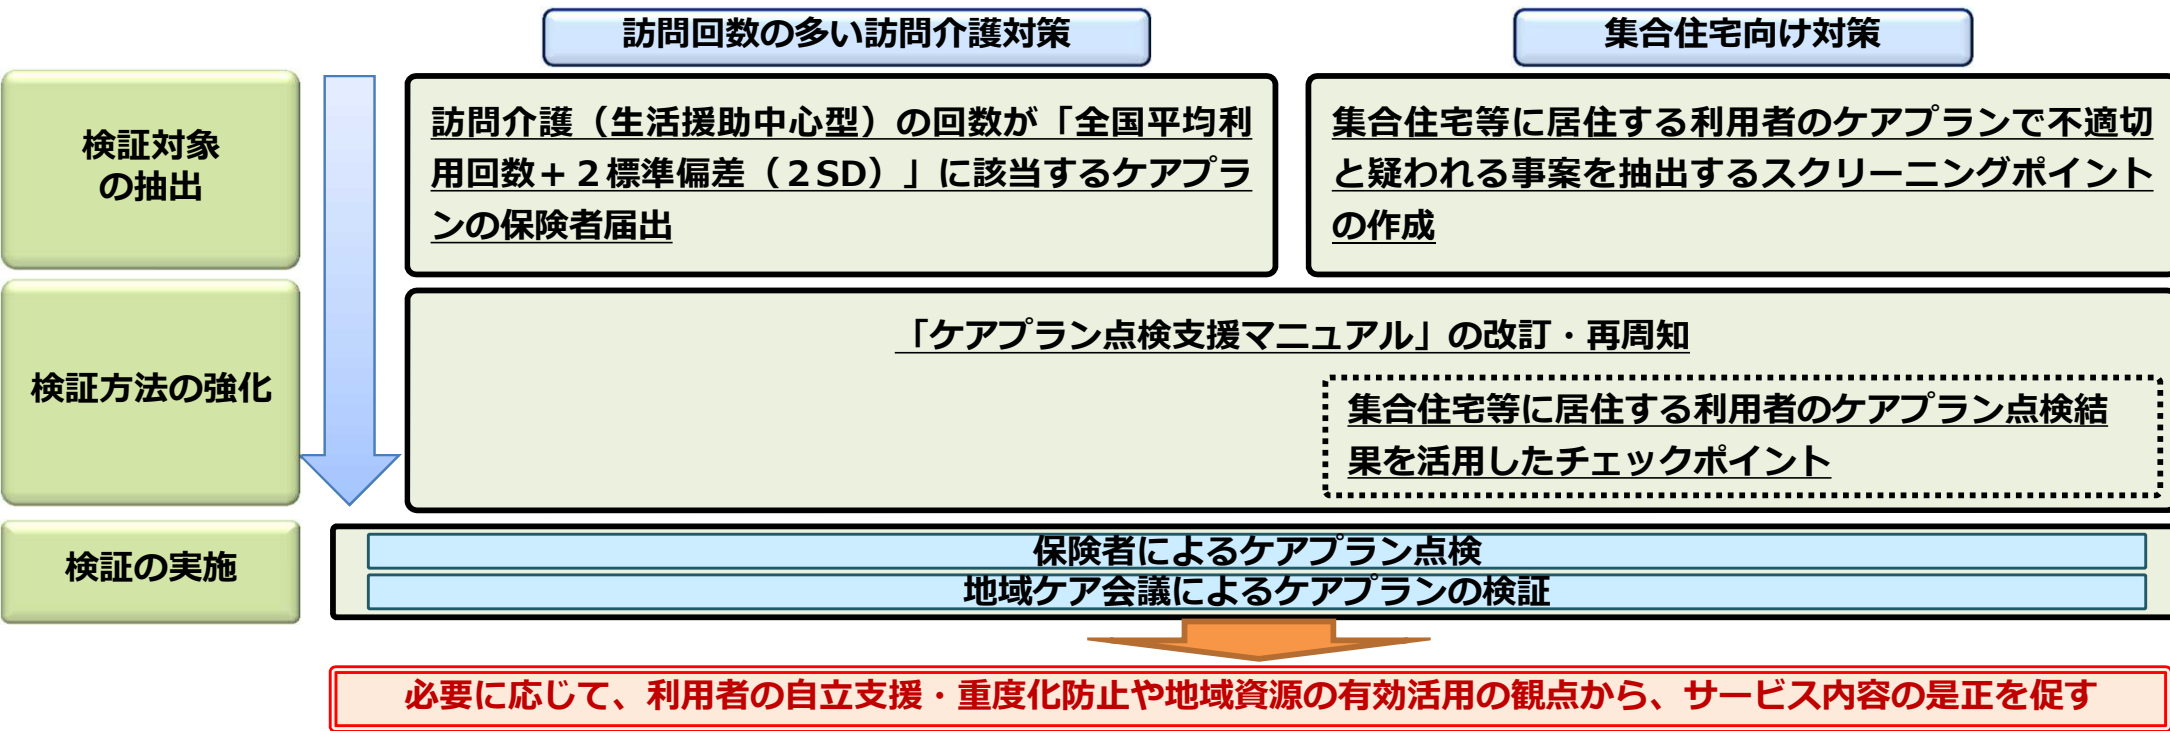 訪問回数の多い訪問介護対策
集合住宅向け対策
検証対象
の抽出
訪問介護（生活援助中心型）の回数が「全国平均利
用回数＋２標準偏差（２SD）」に該当するケアプラ
ンの保険者届出
集合住宅等に居住する利用者のケアプランで不適切
と疑われる事案を抽出するスクリーニングポイント
の作成
検証方法の強化
「ケアプラン点検支援マニュアル」の改訂・再周知
集合住宅等に居住する利用者のケアプラン点検結
果を活用したチェックポイント
検証の実施
保険者によるケアプラン点検
地域ケア会議によるケアプランの検証
必要に応じて、利用者の自立支援・重度化防止や地域資源の有効活用の観点から、サービス内容の是正を促す